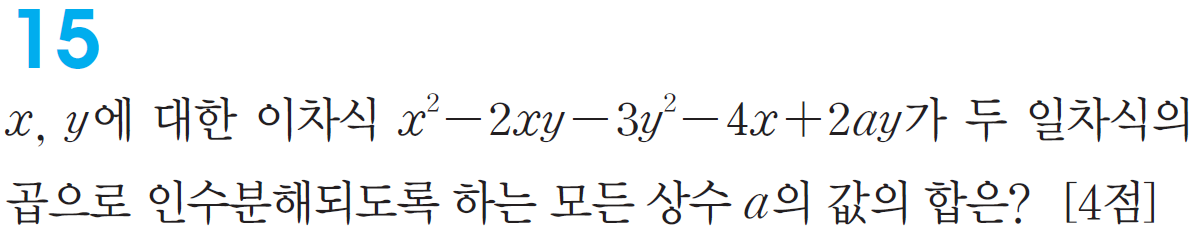 15
x, y에 대한 이차식 x²-2xy-3y²-4x+2ay가 두 일차식의
곱으로 인수분해되도록 하는 모든 상수 a의 값의 합은? [4점]